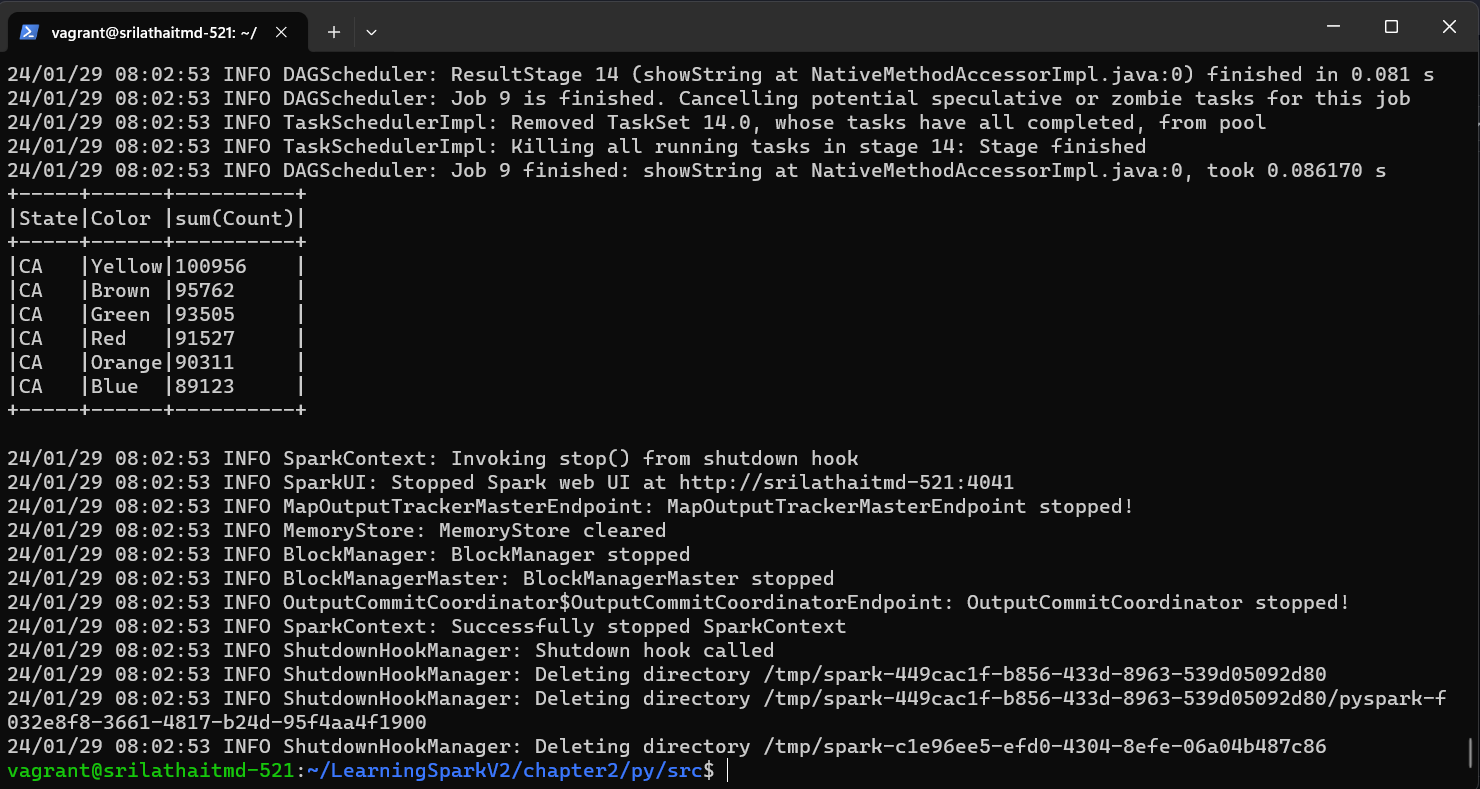 vagrant@srilathaitmd-521: ~/
24/01/29 08:02:53 INFO DAGScheduler: ResultStage 14 (showString at NativeMethodAccessorImpl.java:0) finished in 0.081 s
24/01/29 08:02:53 INFO DAGScheduler: Job 9 is finished. Cancelling potential speculative or zombie tasks for this job
24/01/29 08:02:53 INFO TaskSchedulerImpl: Removed TaskSet 14.0, whose tasks have all completed, from pool
24/01/29 08:02:53 INFO TaskSchedulerImpl: Killing all running tasks in stage 14: Stage finished
24/01/29 08:02:53 INFO DAGScheduler: Job 9 finished: showString at NativeMethodAccessorImpl.java:0, took 0.086170 s
+-----+------+----------+
|State|Color |sum(Count)|
+-----+------+----------+
|CA   |Yellow|100956    |
|CA   |Brown |95762     |
|CA   |Green |93505     |
|CA   |Red   |91527     |
|CA   |Orange|90311     |
|CA   |Blue  |89123     |
+-----+------+----------+
24/01/29 08:02:53 INFO SparkContext: Invoking stop() from shutdown hook
24/01/29 08:02:53 INFO SparkUI: Stopped Spark web UI at http://srilathaitmd-521:4041
24/01/29 08:02:53 INFO MapOutputTrackerMasterEndpoint: MapOutputTrackerMasterEndpoint stopped!
24/01/29 08:02:53 INFO MemoryStore: MemoryStore cleared
24/01/29 08:02:53 INFO BlockManager: BlockManager stopped
24/01/29 08:02:53 INFO BlockManagerMaster: BlockManagerMaster stopped
24/01/29 08:02:53 INFO OutputCommitCoordinator$OutputCommitCoordinatorEndpoint: OutputCommitCoordinator stopped!
24/01/29 08:02:53 INFO SparkContext: Successfully stopped SparkContext
24/01/29 08:02:53 INFO ShutdownHookManager: Shutdown hook called
24/01/29 08:02:53 INFO ShutdownHookManager: Deleting directory /tmp/spark-449cac1f-b856-433d-8963-539d05092d80
24/01/29 08:02:53 INFO ShutdownHookManager: Deleting directory /tmp/spark-449cac1f-b856-433d-8963-539d05092d80/pyspark-f
032e8f8-3661-4817-b24d-95f4aa4f1900
24/01/29 08:02:53 INFO ShutdownHookManager: Deleting directory /tmp/spark-c1e96ee5-efd0-4304-8efe-06a04b487c86
vagrant@srilathaitmd-521:~/LearningSparkV2/chapter2/py/src$